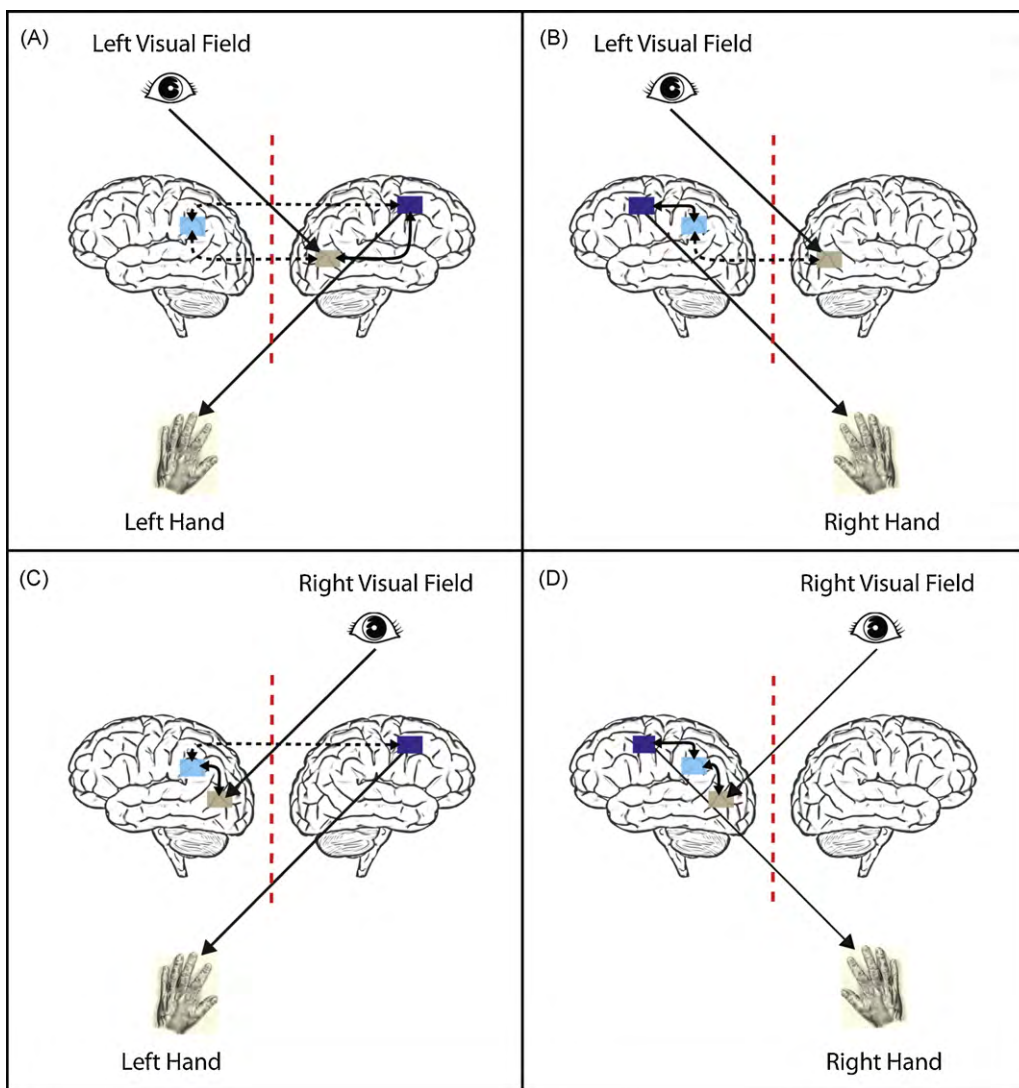 (A)
Left Visual Field
Left Hand
(B)
Left Visual Field
Right Hand
(C)
Right Visual Field
Left Hand
(D)
Right Visual Field
Right Hand